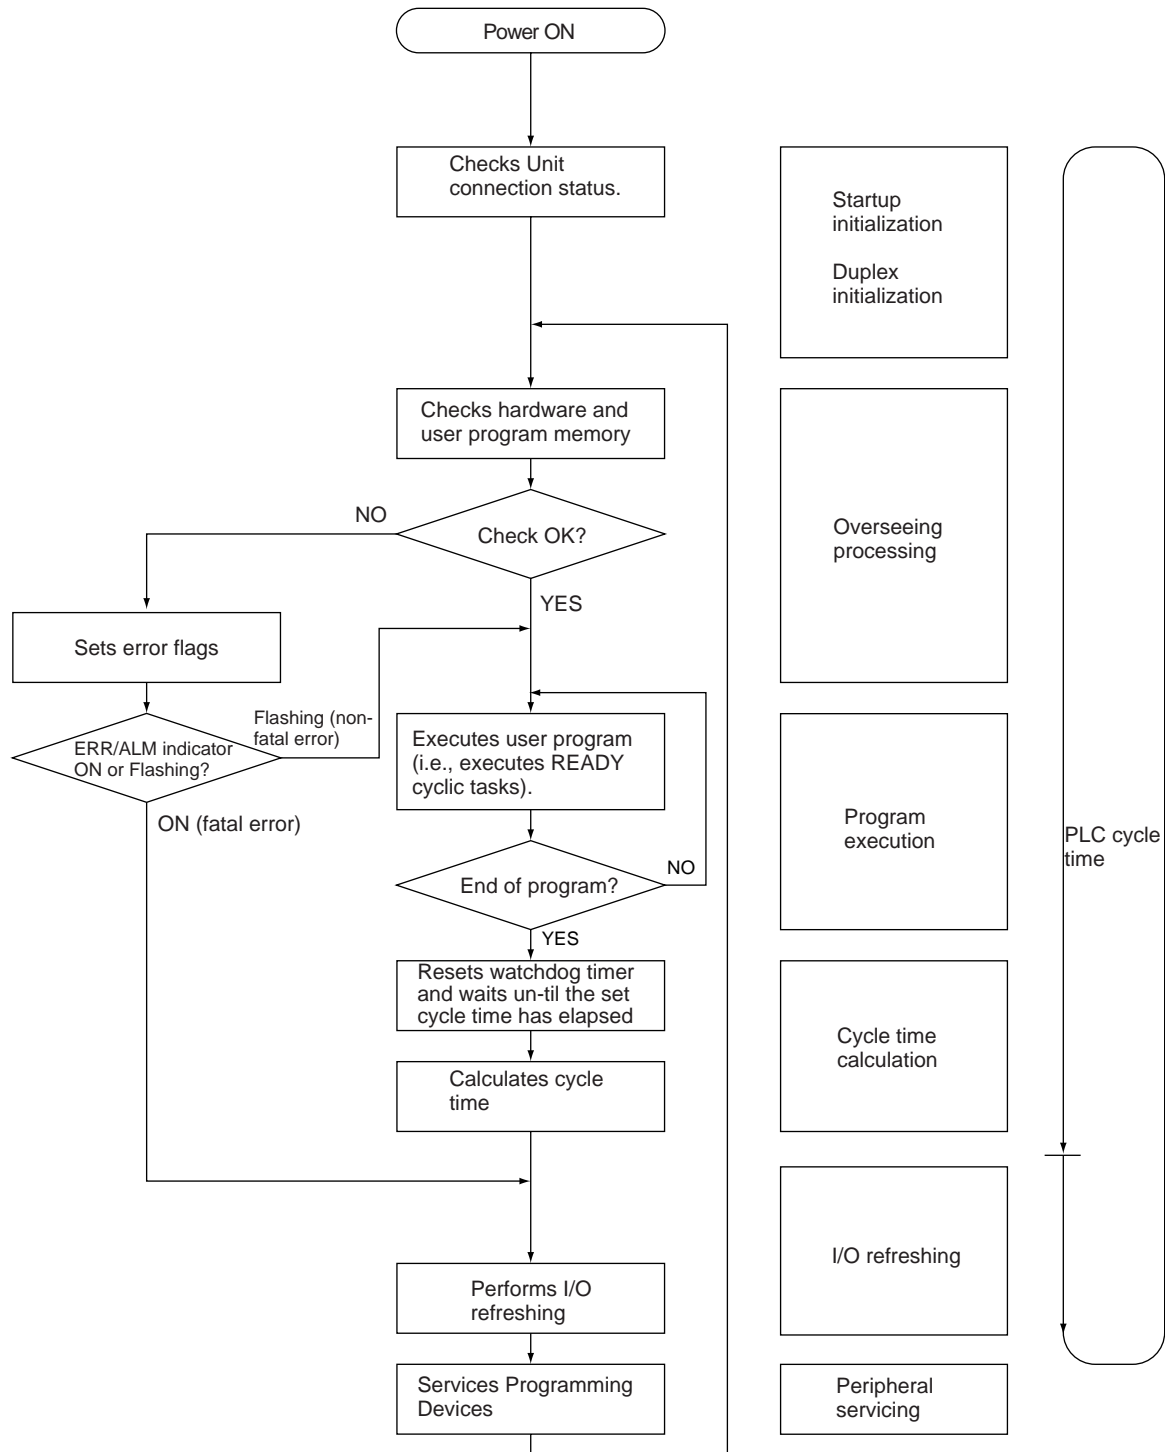 Power ON
Checks Unit
connection status.
Startup
initialization
Duplex
initialization
Checks hardware and
user program memory
NO
Check OK?
Overseeing
processing
YES
Sets error flags
Flashing (non-
fatal error)
ERR/ALM indicator
ON or Flashing?
Executes user program
(i.e., executes READY
cyclic tasks).
ON (fatal error)
Program
execution
PLC cycle
time
NO
End of program?
YES
Resets watchdog timer
and waits un-til the set
cycle time has elapsed
Cycle time
calculation
Calculates cycle
time
I/O refreshing
Performs I/O
refreshing
Services Programming
Devices
Peripheral
servicing